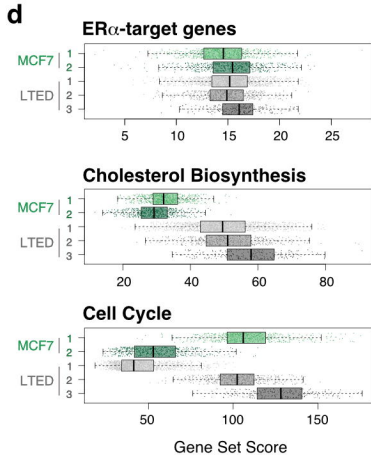 d
ERα-target genes
MCF7 1
2
LTED 1
2
3
5 10 15 20 25
Cholesterol Biosynthesis
MCF7 1
2
LTED 1
2
3
20 40 60 80
Cell Cycle
MCF7 1
2
LTED 1
2
3
50 100 150
Gene Set Score